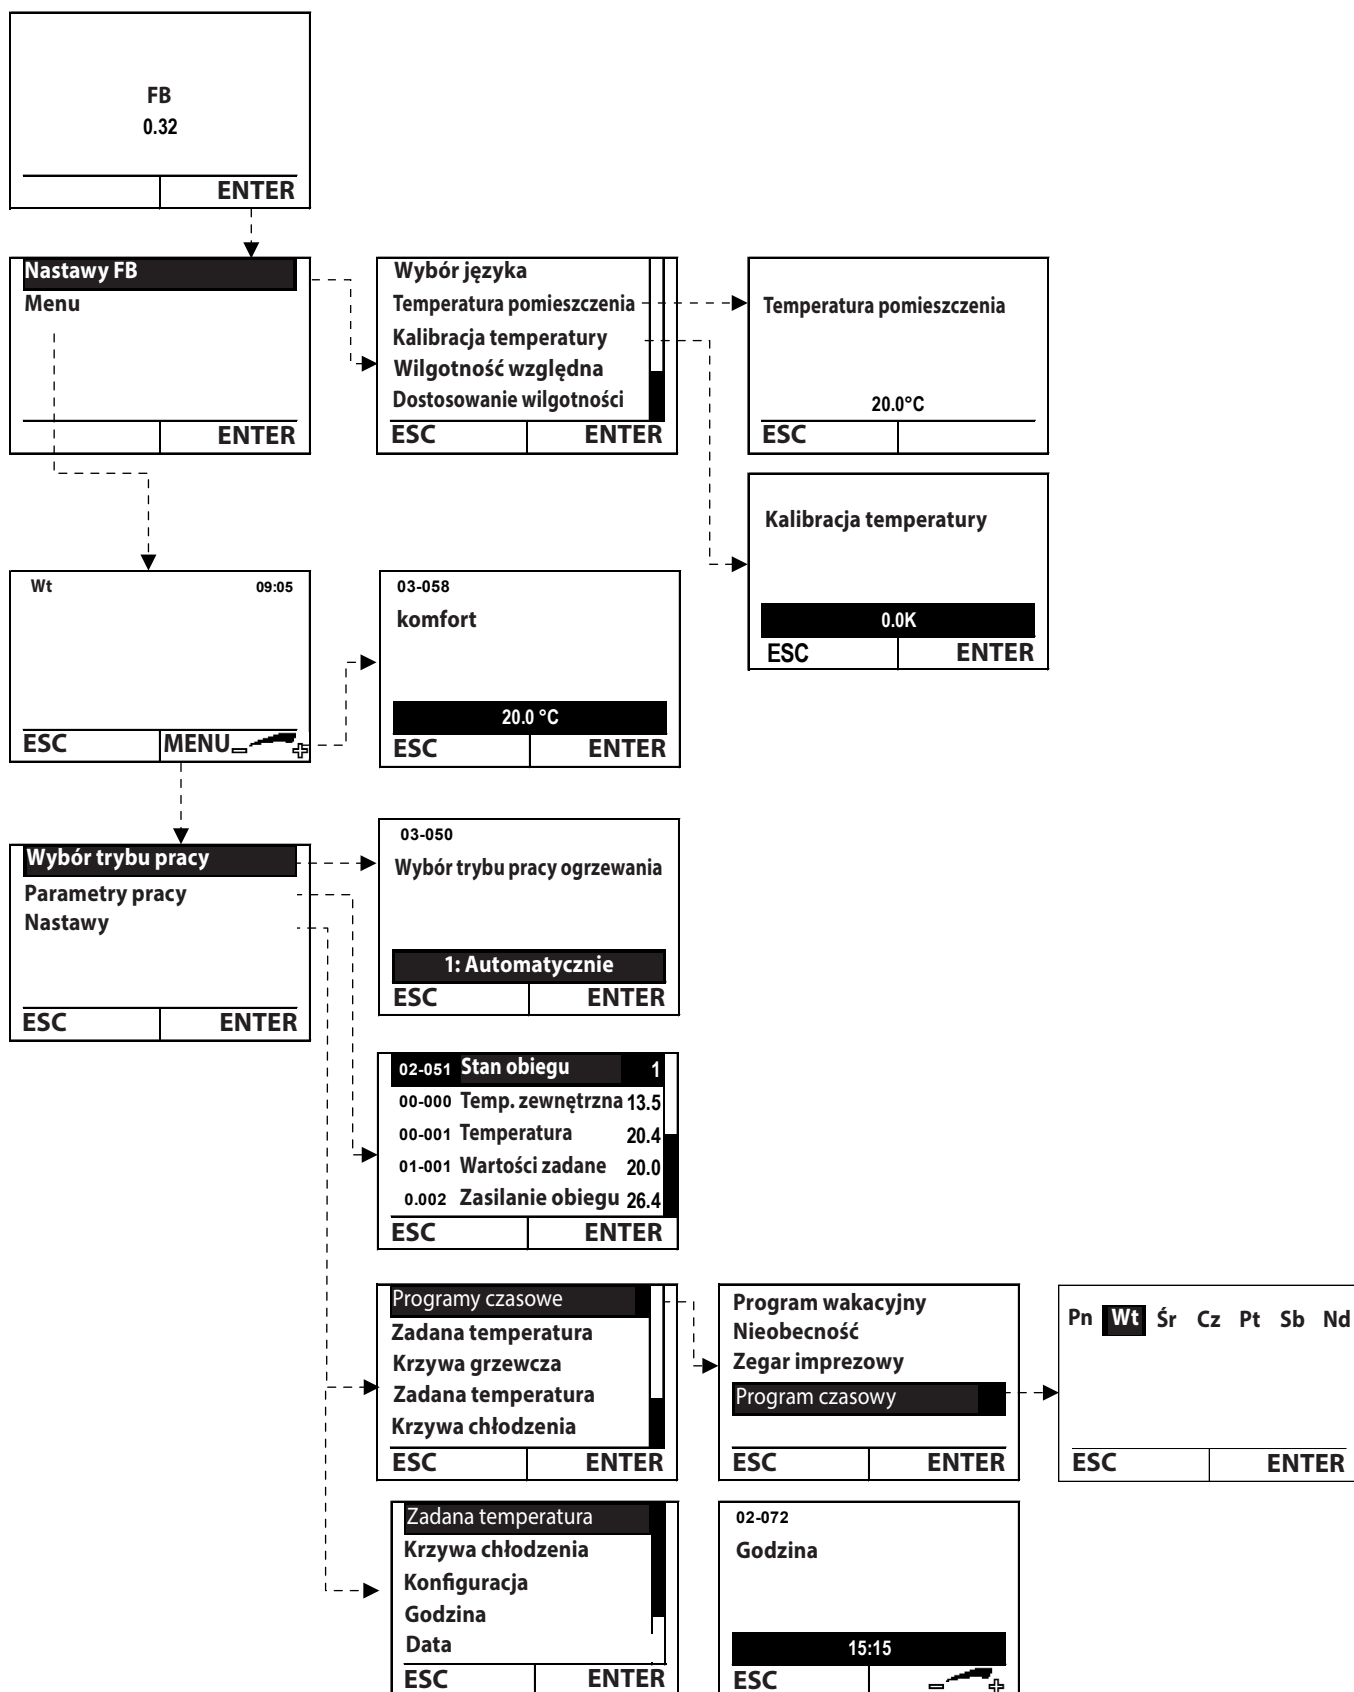 FB
0.32
ENTER
Nastawy FB
Menu
ENTER
Wybór języka
Temperatura pomieszczenia
Kalibracja temperatury
Wilgotność względna
Dostosowanie wilgotności
ESC ENTER
Temperatura pomieszczenia
20.0°C
ESC
Kalibracja temperatury
0.0K
ESC ENTER
Wt 09:05
ESC MENU
03-058
komfort
20.0 °C
ESC ENTER
Wybór trybu pracy
Parametry pracy
Nastawy
ESC ENTER
03-050
Wybór trybu pracy ogrzewania
1: Automatycznie
ESC ENTER
02-051 Stan obiegu 1
00-000 Temp. zewnętrzna 13.5
00-001 Temperatura 20.4
01-001 Wartości zadane 20.0
0.002 Zasilanie obiegu 26.4
ESC ENTER
Programy czasowe
Zadana temperatura
Krzywa grzewcza
Zadana temperatura
Krzywa chłodzenia
ESC ENTER
Program wakacyjny
Nieobecność
Zegar imprezowy
Program czasowy
ESC ENTER
Pn Wt Śr Cz Pt Sb Nd
ESC ENTER
Zadana temperatura
Krzywa chłodzenia
Konfiguracja
Godzina
Data
ESC ENTER
02-072
Godzina
15:15
ESC